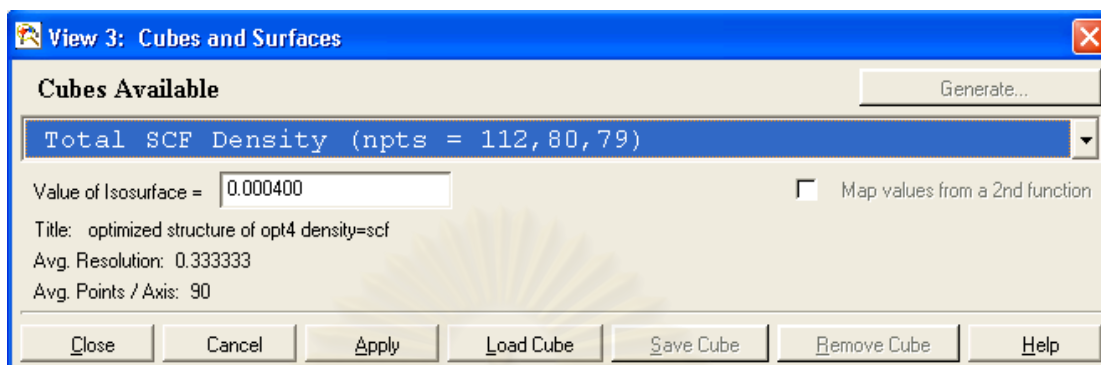 View 3: Cubes and Surfaces
Cubes Available
Generate...
Total SCF Density (npts = 112,80,79)
Value of Isosurface = 0.000400
Map values from a 2nd function
Title: optimized structure of opt4 density=scf
Avg. Resolution: 0.333333
Avg. Points / Axis: 90
Close Cancel Apply Load Cube Save Cube Remove Cube Help